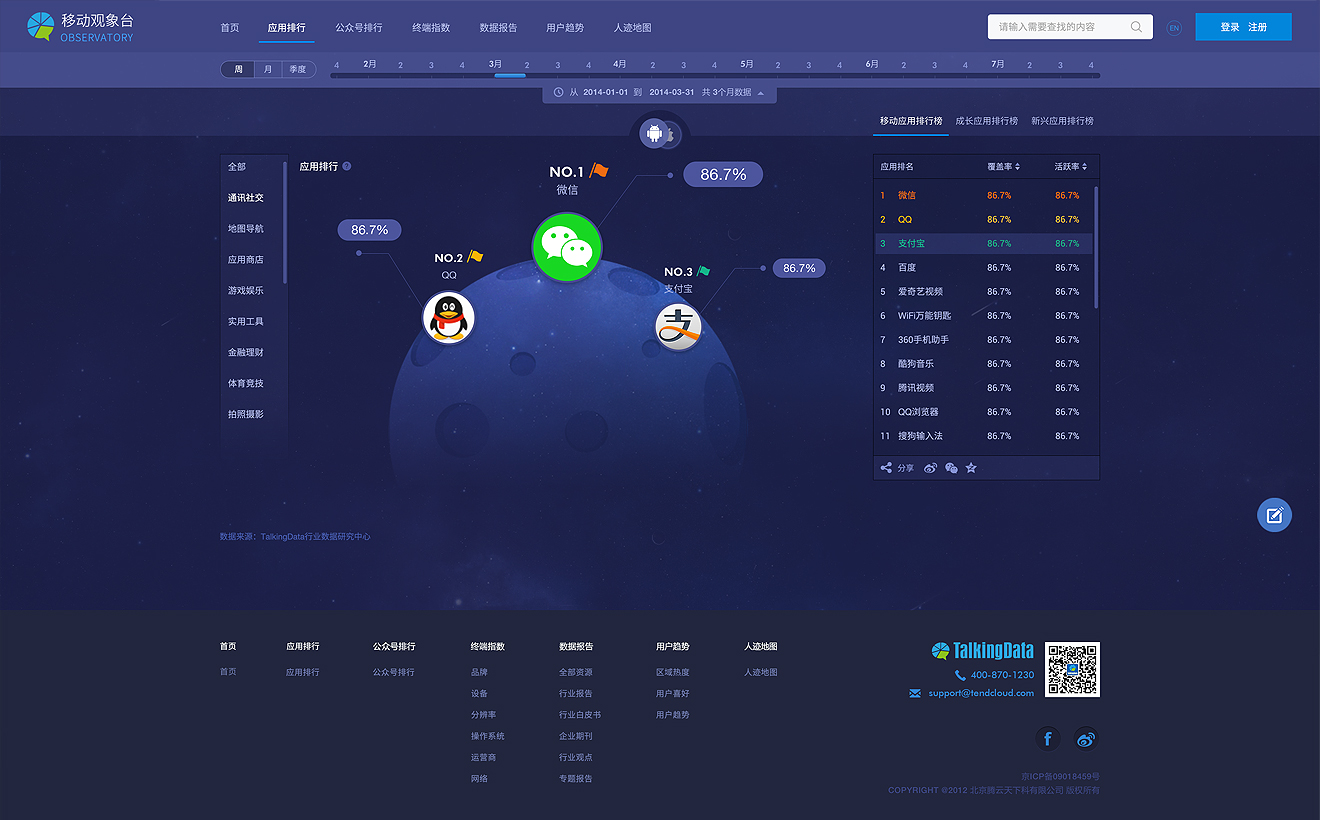 移动观象台
OBSERVATORY
首页 应用排行 公众号排行 终端指数 数据报告 用户趋势 人迹地图
请输入需要查找的内容
EN
登录 注册
周 月 季度
4 2月 2 3 4 3月 2 3 4 4月 2 3 4 5月 2 3 4 6月 2 3 4 7月 2 3 4
从 2014-01-01 到 2014-03-31 共 3个月数据
移动应用排行榜 成长应用排行榜 新兴应用排行榜
全部
通讯社交
地图导航
应用商店
游戏娱乐
实用工具
金融理财
体育竞技
拍照摄影
应用排行 ?
NO.1
微信
86.7%
86.7%
NO.2
QQ
NO.3
支付宝
86.7%
支
应用排名 覆盖率 活跃率
1 微信 86.7% 86.7%
2 QQ 86.7% 86.7%
3 支付宝 86.7% 86.7%
4 百度 86.7% 86.7%
5 爱奇艺视频 86.7% 86.7%
6 WiFi万能钥匙 86.7% 86.7%
7 360手机助手 86.7% 86.7%
8 酷狗音乐 86.7% 86.7%
9 腾讯视频 86.7% 86.7%
10 QQ浏览器 86.7% 86.7%
11 搜狗输入法 86.7% 86.7%
分享
数据来源：TalkingData行业数据研究中心
首页 应用排行 公众号排行 终端指数 数据报告 用户趋势 人迹地图
首页 应用排行 公众号排行 品牌 全部资源 区域热度 人迹地图
设备 行业报告 用户喜好
分辨率 行业白皮书 用户趋势
操作系统 企业期刊
运营商 行业观点
网络 专题报告
TalkingData
400-870-1230
support@tendcloud.com
f
京ICP备09018459号
COPYRIGHT @2012 北京腾云天下科有限公司 版权所有